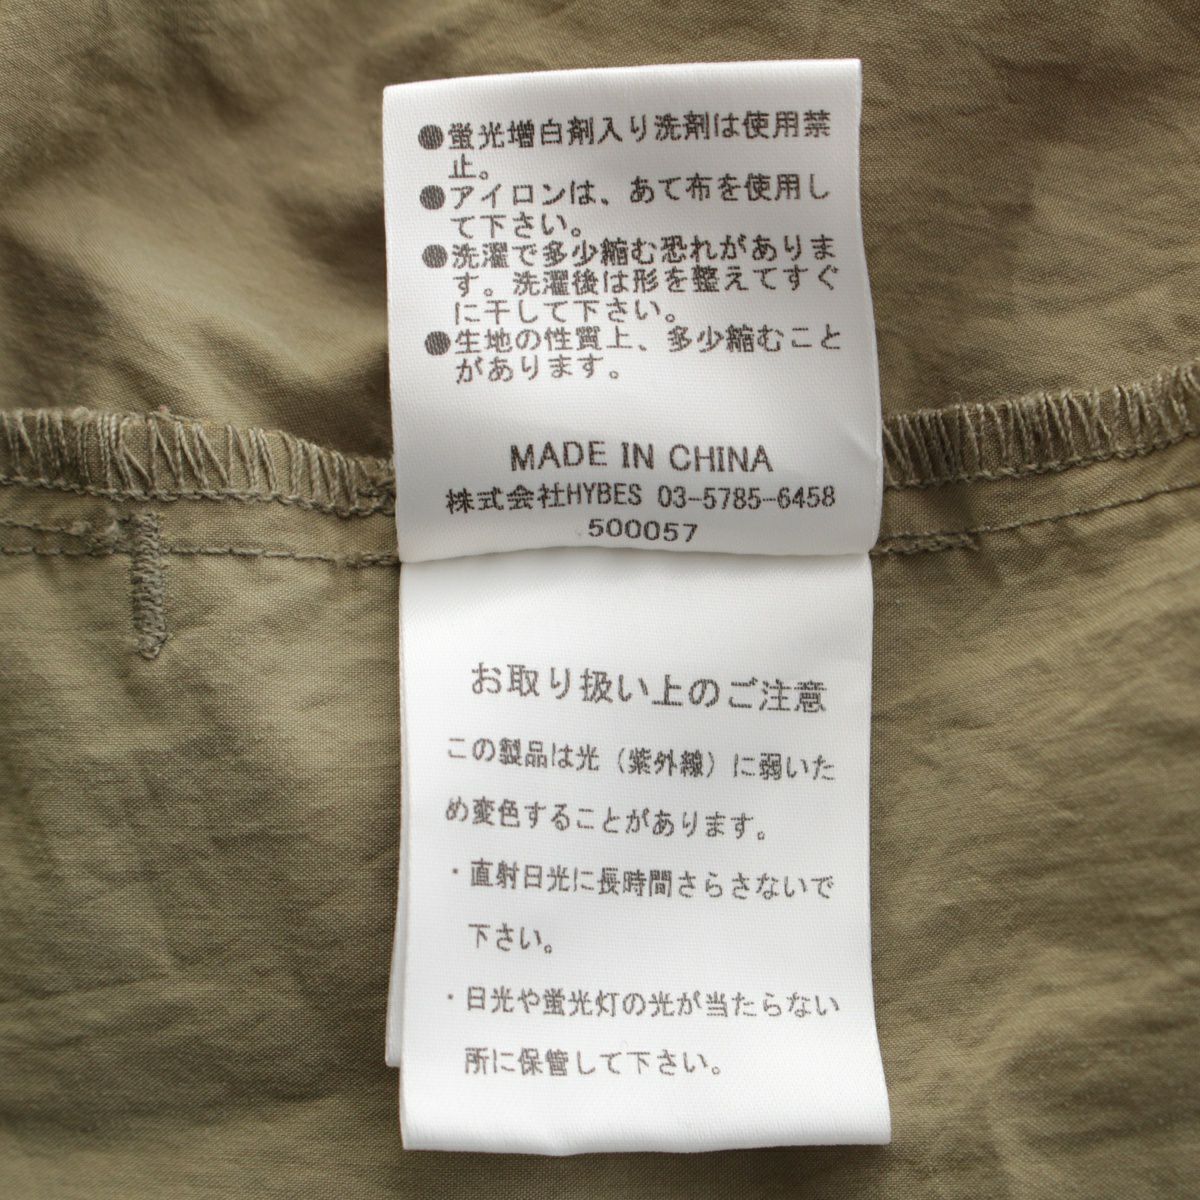 ●蛍光増白剤入り洗剤は使用禁
止。
●アイロンは、あて布を使用し
て下さい。
●洗濯で多少縮む恐れがありま
す。洗濯後は形を整えてすぐ
に干して下さい。
●生地の性質上、多少縮むこと
があります。
MADE IN CHINA
株式会社HYBES 03-5785-6458
500057
お取り扱い上のご注意
この製品は光（紫外線）に弱いた
め変色することがあります。
・直射日光に長時間さらさないで
下さい。
・日光や蛍光灯の光が当たらない
所に保管して下さい。